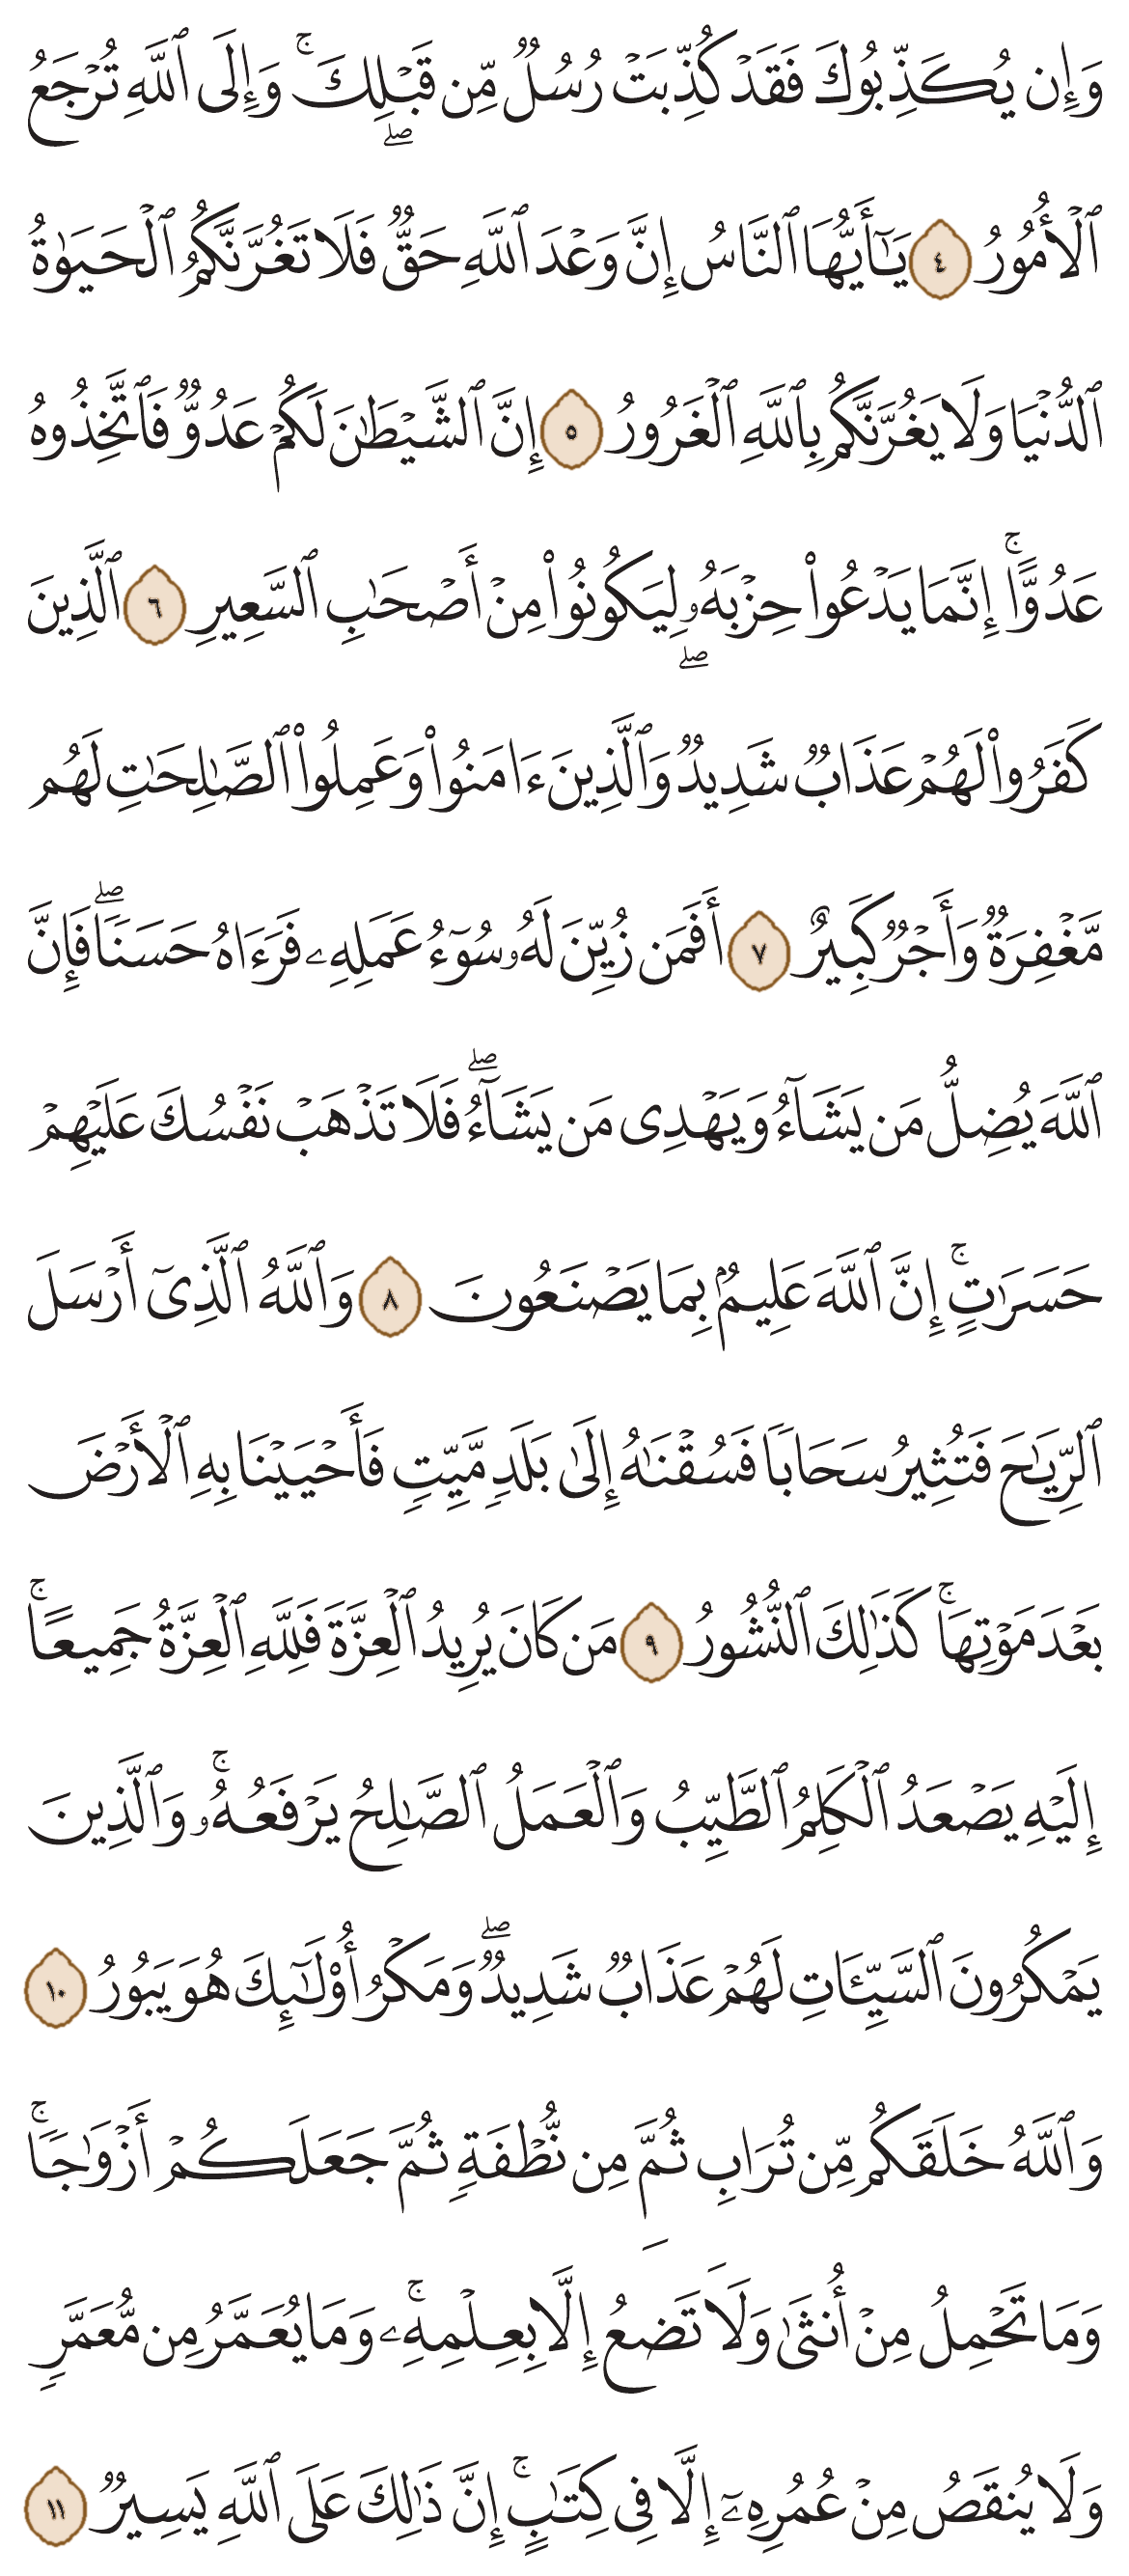 وَإِن يُكَذِّبُوكَ فَقَدۡ كُذِّبَتۡ رُسُلٞ مِّن قَبۡلِكَۚ وَإِلَى ٱللَّهِ تُرۡجَعُ
ٱلۡأُمُورُ ٤ يَٰٓأَيُّهَا ٱلنَّاسُ إِنَّ وَعۡدَ ٱللَّهِ حَقّٞ فَلَا تَغُرَّنَّكُمُ ٱلۡحَيَوٰةُ
ٱلدُّنۡيَا وَلَا يَغُرَّنَّكُم بِٱللَّهِ ٱلۡغَرُورُ ٥ إِنَّ ٱلشَّيۡطَٰنَ لَكُمۡ عَدُوّٞ فَٱتَّخِذُوهُ
عَدُوًّاۚ إِنَّمَا يَدۡعُواْ حِزۡبَهُۥ لِيَكُونُواْ مِنۡ أَصۡحَٰبِ ٱلسَّعِيرِ ٦ ٱلَّذِينَ
كَفَرُواْ لَهُمۡ عَذَابٞ شَدِيدٞۖ وَٱلَّذِينَ ءَامَنُواْ وَعَمِلُواْ ٱلصَّٰلِحَٰتِ لَهُم
مَّغۡفِرَةٞ وَأَجۡرٞ كَبِيرٌ ٧ أَفَمَن زُيِّنَ لَهُۥ سُوٓءُ عَمَلِهِۦ فَرَءَاهُ حَسَنٗاۖ فَإِنَّ
ٱللَّهَ يُضِلُّ مَن يَشَآءُ وَيَهۡدِي مَن يَشَآءُۖ فَلَا تَذۡهَبۡ نَفۡسُكَ عَلَيۡهِمۡ
حَسَرَٰتٍۚ إِنَّ ٱللَّهَ عَلِيمُۢ بِمَا يَصۡنَعُونَ ٨ وَٱللَّهُ ٱلَّذِيٓ أَرۡسَلَ
ٱلرِّيَٰحَ فَتُثِيرُ سَحَابٗا فَسُقۡنَٰهُ إِلَىٰ بَلَدٖ مَّيِّتٖ فَأَحۡيَيۡنَا بِهِ ٱلۡأَرۡضَ
بَعۡدَ مَوۡتِهَاۚ كَذَٰلِكَ ٱلنُّشُورُ ٩ مَن كَانَ يُرِيدُ ٱلۡعِزَّةَ فَلِلَّهِ ٱلۡعِزَّةُ جَمِيعًاۚ
إِلَيۡهِ يَصۡعَدُ ٱلۡكَلِمُ ٱلطَّيِّبُ وَٱلۡعَمَلُ ٱلصَّٰلِحُ يَرۡفَعُهُۥۚ وَٱلَّذِينَ
يَمۡكُرُونَ ٱلسَّيِّـَٔاتِ لَهُمۡ عَذَابٞ شَدِيدٞۖ وَمَكۡرُ أُوْلَٰٓئِكَ هُوَ يَبُورُ ١٠
وَٱللَّهُ خَلَقَكُم مِّن تُرَابٖ ثُمَّ مِن نُّطۡفَةٖ ثُمَّ جَعَلَكُمۡ أَزۡوَٰجٗاۚ
وَمَا تَحۡمِلُ مِنۡ أُنثَىٰ وَلَا تَضَعُ إِلَّا بِعِلۡمِهِۦۚ وَمَا يُعَمَّرُ مِن مُّعَمَّرٖ
وَلَا يُنقَصُ مِنۡ عُمُرِهِۦٓ إِلَّا فِي كِتَٰبٍۚ إِنَّ ذَٰلِكَ عَلَى ٱللَّهِ يَسِيرٞ ١١